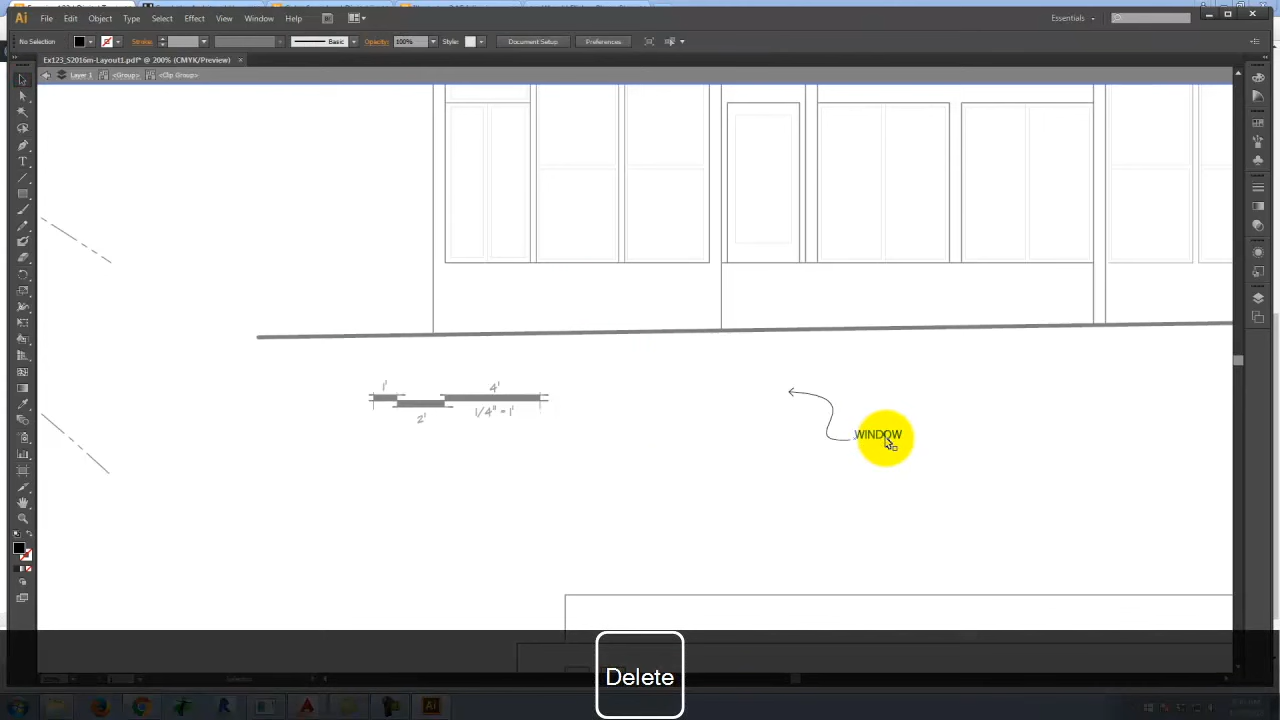 Ai File Edit Object Type Select Effect View Window Help Essentials
No Selection Stroke: Basic Opacity: 100% Style: Document Setup Preferences
Ex123_S2016m-Layout1.pdf* @ 200% (CMYK/Preview)
Layer 1 <Group> <Clip Group>
1' 4'
2' 1/4" = 1'
WINDOW
Selection
Delete